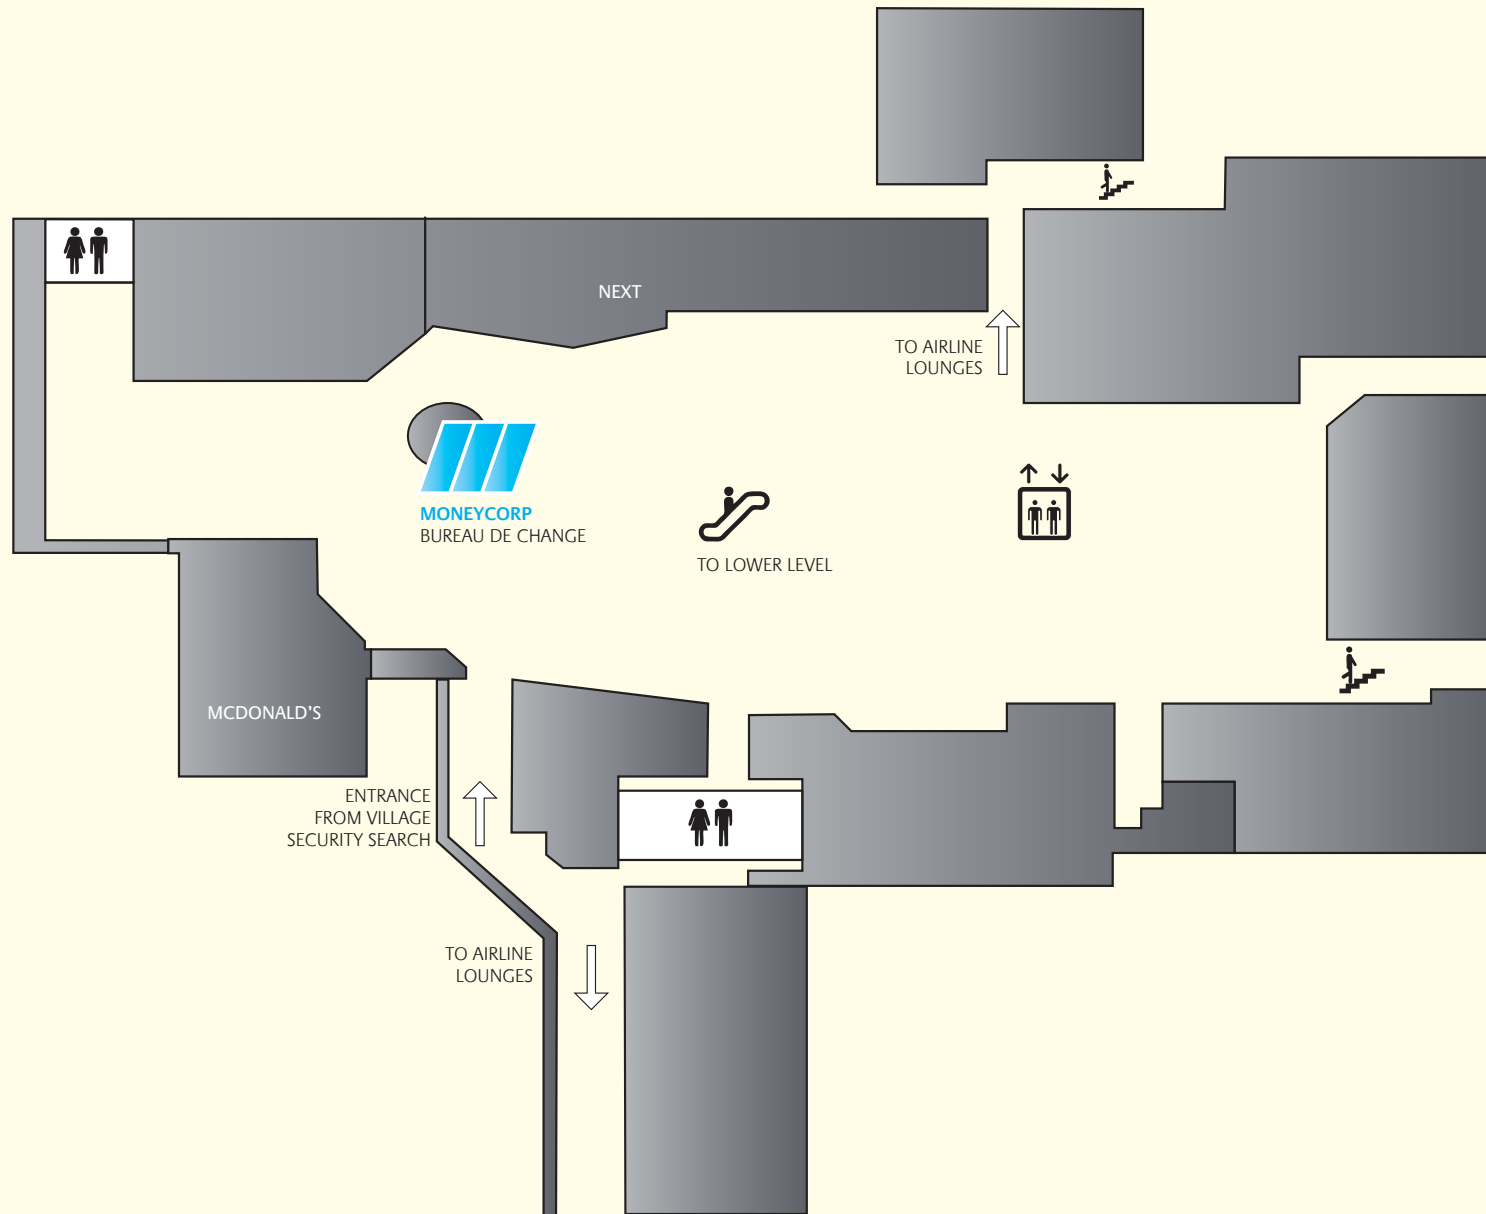 NEXT
TO AIRLINE
LOUNGES
MONEYCORP
BUREAU DE CHANGE
TO LOWER LEVEL
MCDONALD'S
ENTRANCE
FROM VILLAGE
SECURITY SEARCH
TO AIRLINE
LOUNGES